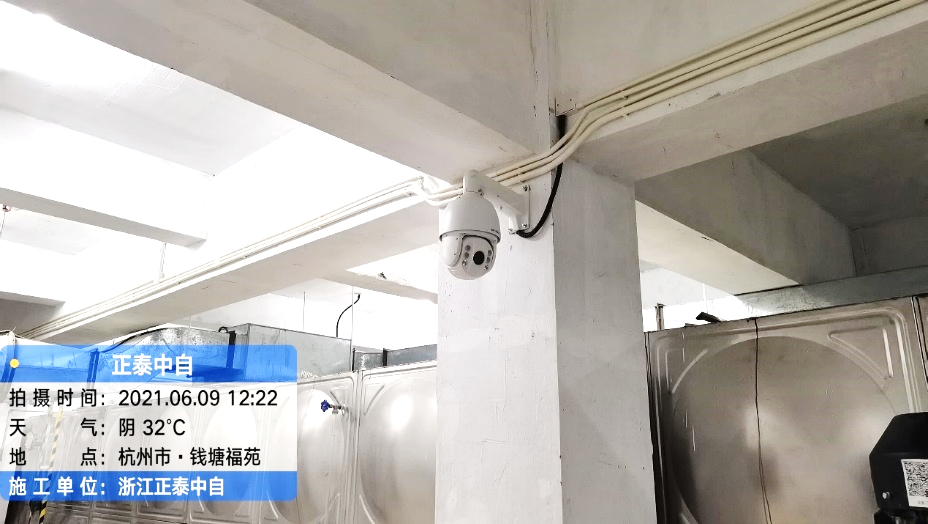 正泰中自
拍摄时间：2021.06.09 12:22
天气：阴 32℃
地点：杭州市·钱塘福苑
施工单位：浙江正泰中自